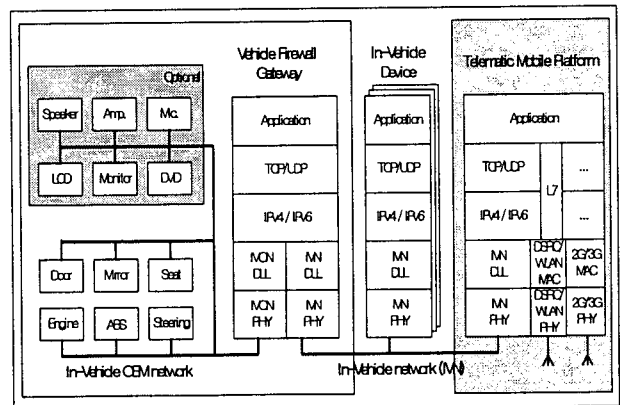 Optional
Speaker
Amp.
Mic.
LCD
Monitor
DVD
Door
Mirror
Seat
Engine
ABS
Steering
In-Vehicle OEM network
Vehicle Firewall
Gateway
Application
TCP/UDP
IPv4 / IPv6
IVCN
DLL
IVN
DLL
IVCN
PHY
IVN
PHY
In-Vehicle
Device
Application
TCP/UDP
IPv4 / IPv6
IVN
DLL
IVN
PHY
In-Vehicle network (IVN)
Telematic Mobile Platform
Application
TCP/UDP
L7
...
IPv4 / IPv6
...
IVN
DLL
DSRC/
WLAN
MAC
2G/3G
MAC
IVN
PHY
DSRC/
WLAN
PHY
2G/3G
PHY